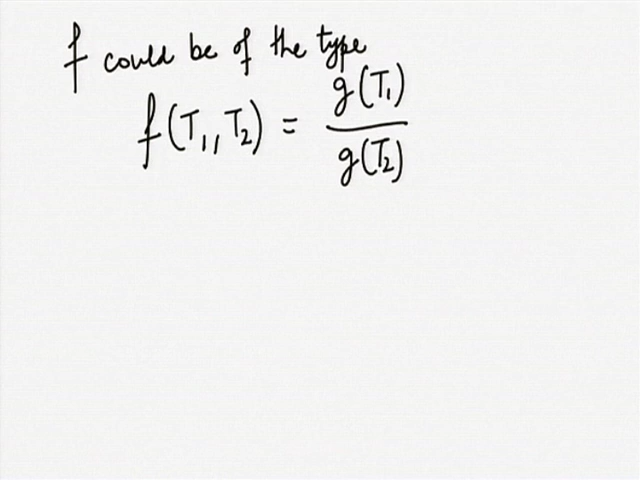 f could be of the type
f(T₁, T₂) = g(T₁) / g(T₂)